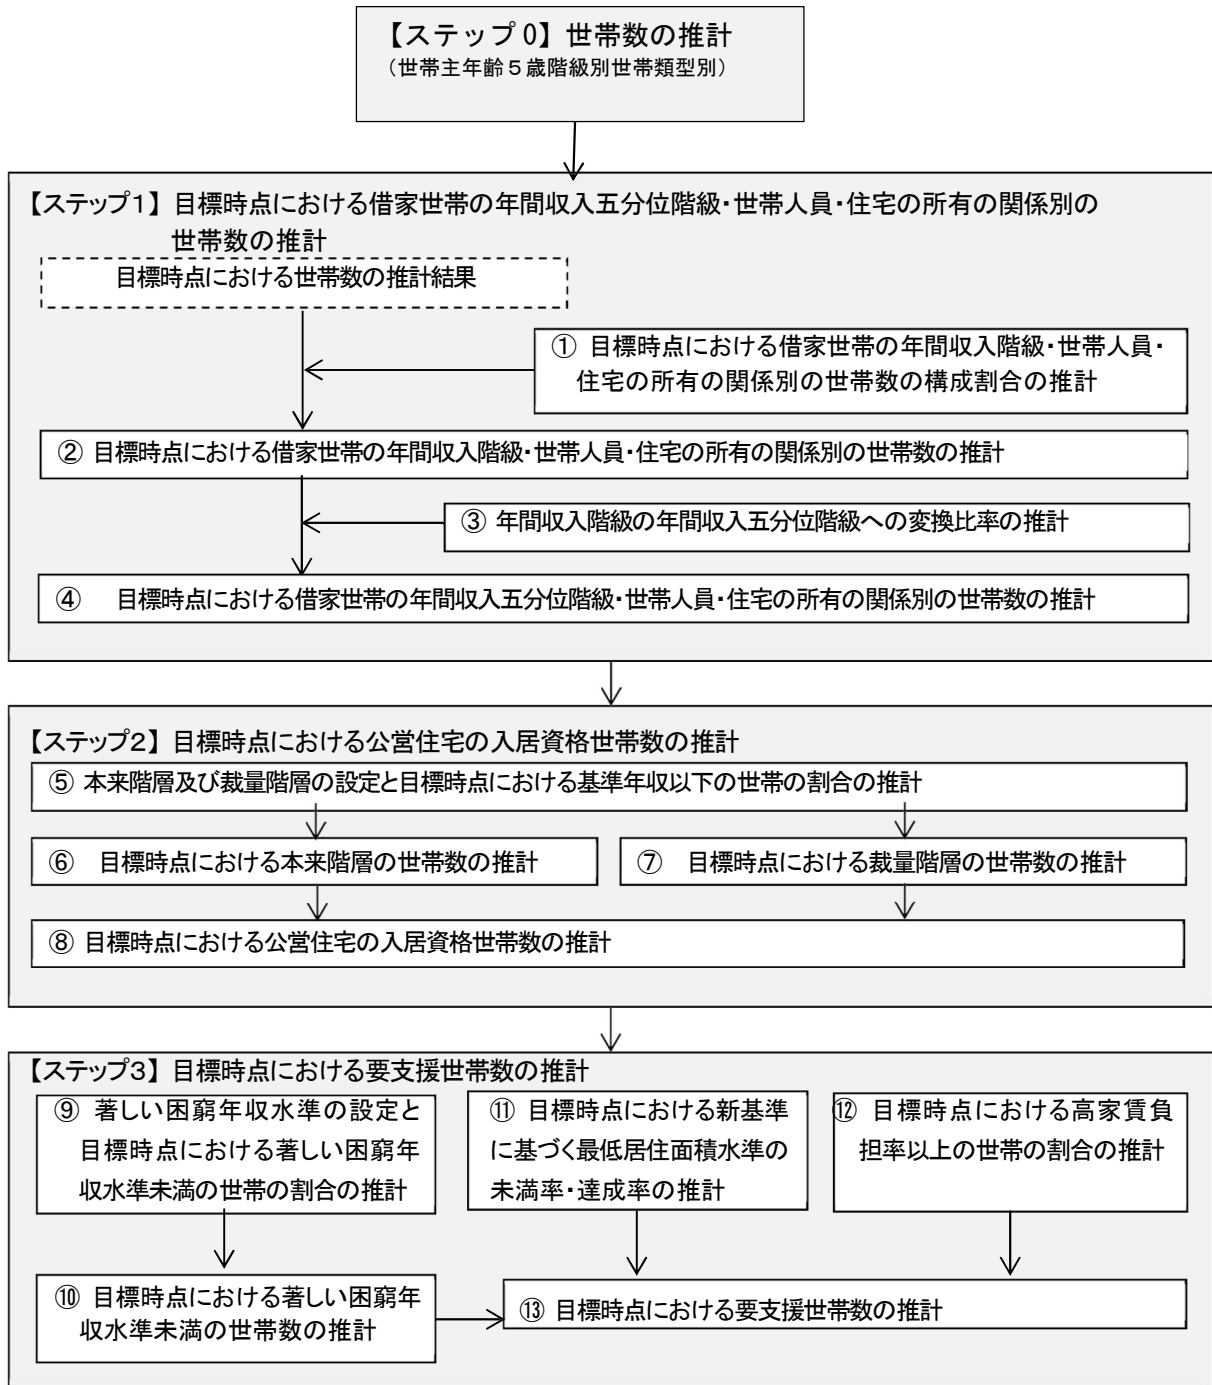 【ステップ０】世帯数の推計
（世帯主年齢５歳階級別世帯類型別）
【ステップ１】目標時点における借家世帯の年間収入五分位階級・世帯人員・住宅の所有の関係別の
世帯数の推計
目標時点における世帯数の推計結果
① 目標時点における借家世帯の年間収入階級・世帯人員・
住宅の所有の関係別の世帯数の構成割合の推計
② 目標時点における借家世帯の年間収入階級・世帯人員・住宅の所有の関係別の世帯数の推計
③ 年間収入階級の年間収入五分位階級への変換比率の推計
④ 目標時点における借家世帯の年間収入五分位階級・世帯人員・住宅の所有の関係別の世帯数の推計
【ステップ２】目標時点における公営住宅の入居資格世帯数の推計
⑤ 本来階層及び裁量階層の設定と目標時点における基準年収以下の世帯の割合の推計
⑥ 目標時点における本来階層の世帯数の推計
⑦ 目標時点における裁量階層の世帯数の推計
⑧ 目標時点における公営住宅の入居資格世帯数の推計
【ステップ３】目標時点における要支援世帯数の推計
⑨ 著しい困窮年収水準の設定と
目標時点における著しい困窮年
収水準未満の世帯の割合の推計
⑪ 目標時点における新基準
に基づく最低居住面積水準の
未満率・達成率の推計
⑫ 目標時点における高家賃負
担率以上の世帯の割合の推計
⑩ 目標時点における著しい困窮年
収水準未満の世帯数の推計
⑬ 目標時点における要支援世帯数の推計